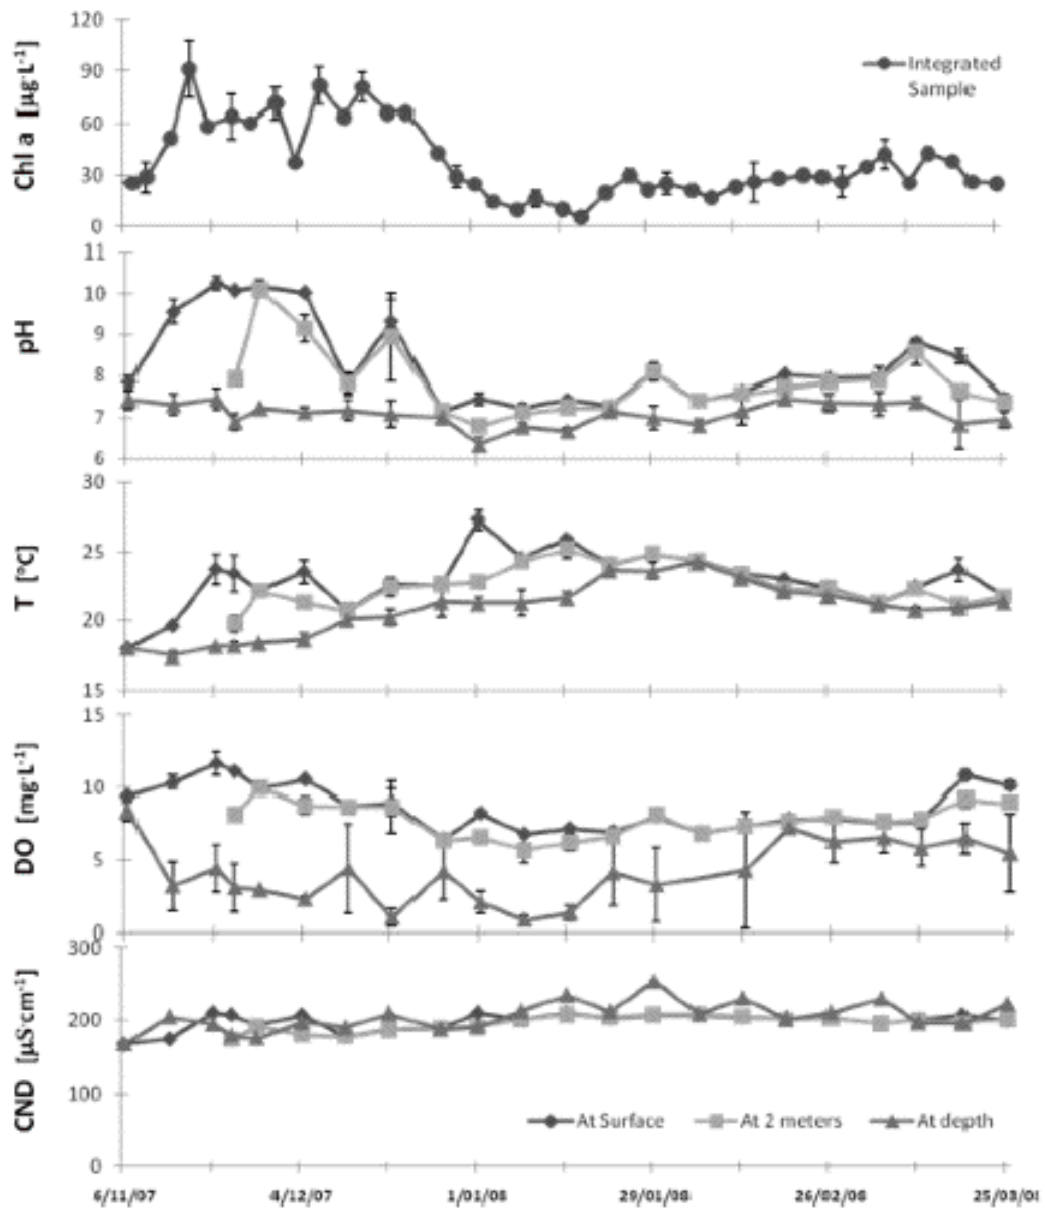 120
90
60
30
0
Chl a [µg·L⁻¹]
Integrated
Sample
11
10
9
8
7
6
pH
30
25
20
15
T [°C]
15
10
5
0
DO [mg·L⁻¹]
300
200
100
0
CND [µS·cm⁻¹]
At Surface At 2 meters At depth
6/11/07 4/12/07 1/01/08 29/01/08 26/02/08 25/03/0